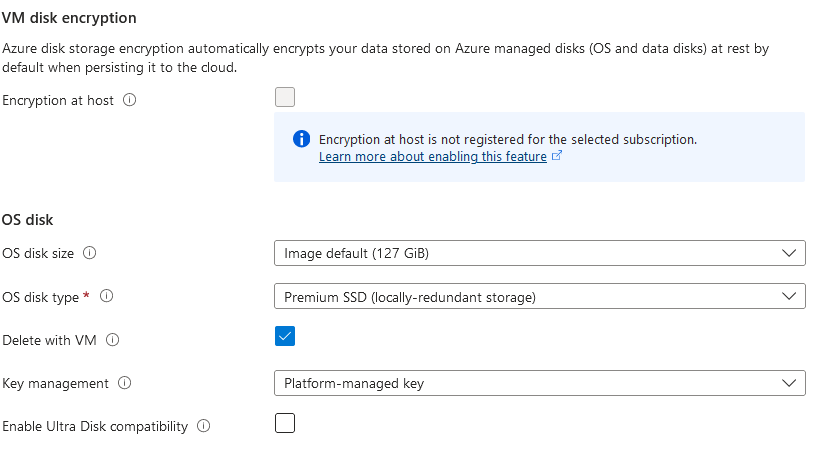 VM disk encryption
Azure disk storage encryption automatically encrypts your data stored on Azure managed disks (OS and data disks) at rest by
default when persisting it to the cloud.
Encryption at host
Encryption at host is not registered for the selected subscription.
Learn more about enabling this feature
OS disk
OS disk size
Image default (127 GiB)
OS disk type *
Premium SSD (locally-redundant storage)
Delete with VM
Key management
Platform-managed key
Enable Ultra Disk compatibility